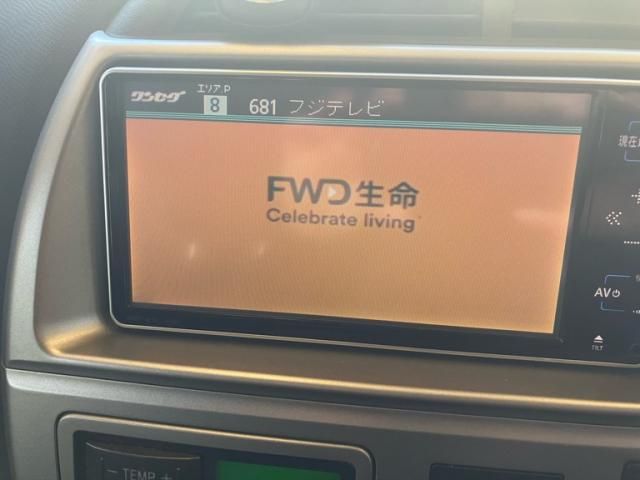 ワンセグ エリアP 8 681 フジテレビ
FWD生命
Celebrate living
現在
AV
TILT
− TEMP +